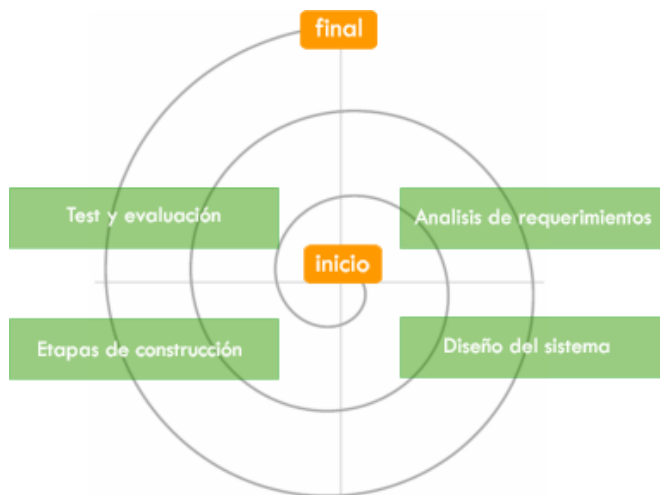 final
Test y evaluación
Analisis de requerimientos
inicio
Etapas de construcción
Diseño del sistema